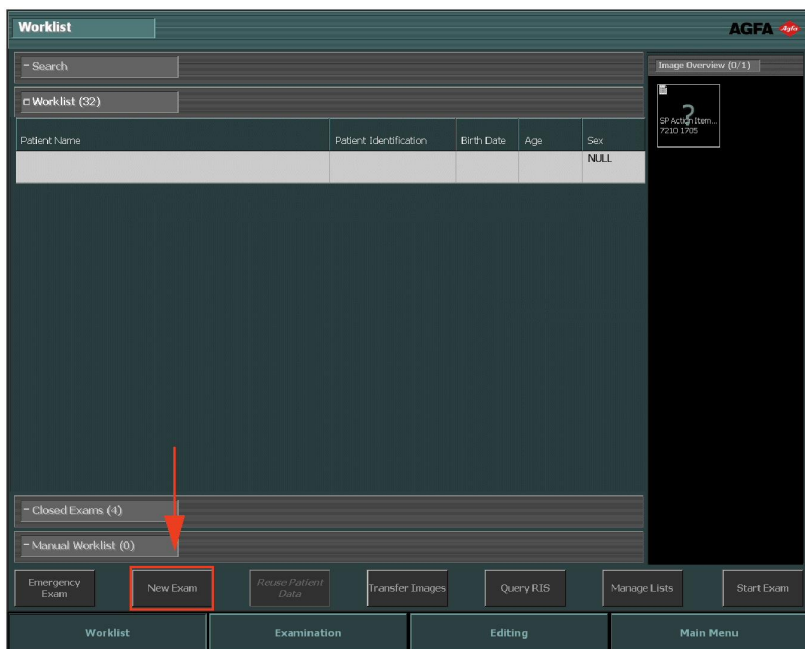 Worklist
AGFA Agfa
- Search
Worklist (32)
Patient Name Patient Identification Birth Date Age Sex
NULL
Image Overview (0/1)
?
SP Action Item...
7210 1705
- Closed Exams (4)
- Manual Worklist (0)
Emergency
Exam
New Exam
Reuse Patient
Data
Transfer Images
Query RIS
Manage Lists
Start Exam
Worklist Examination Editing Main Menu